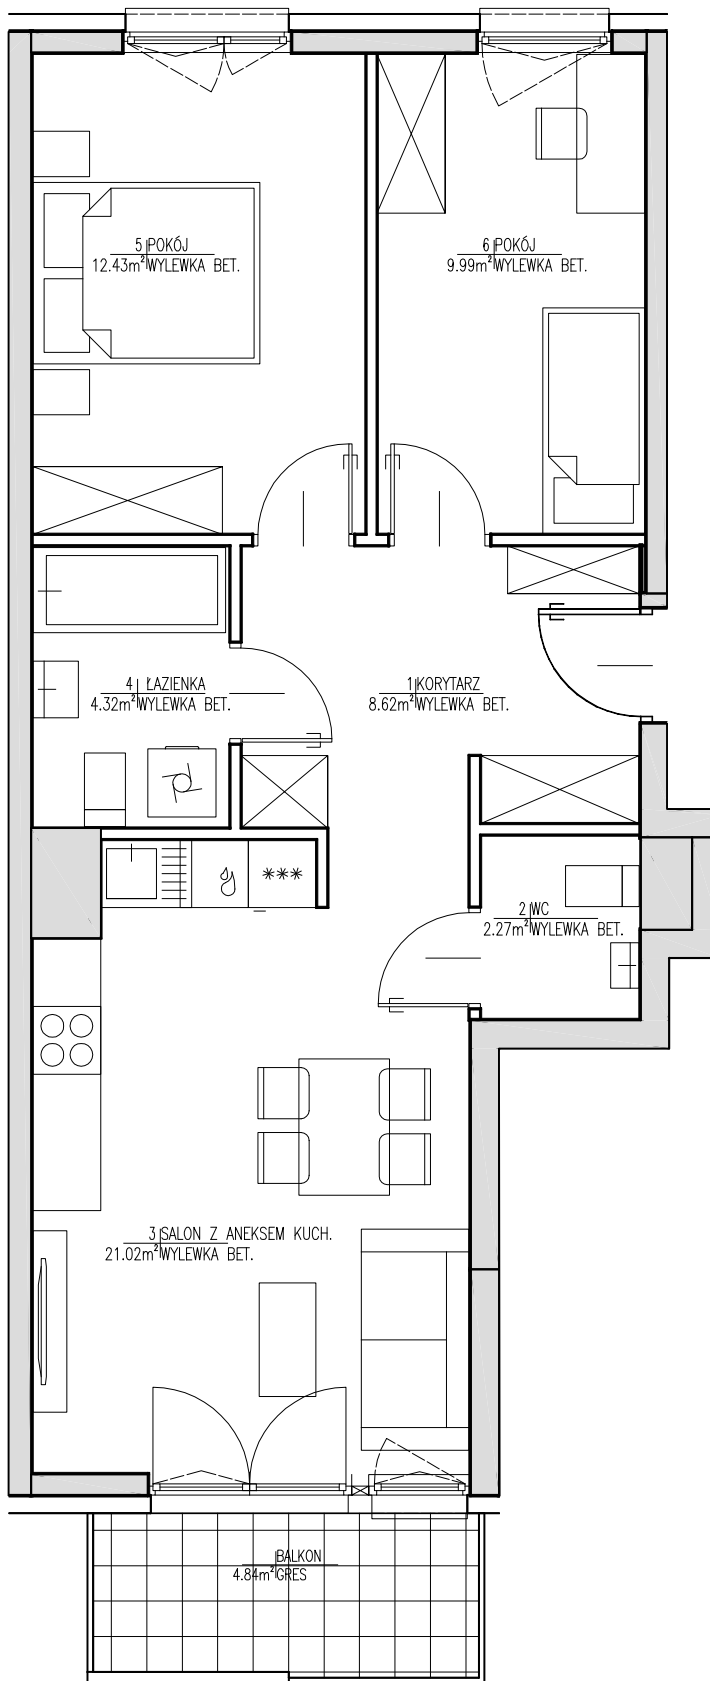 5 POKÓJ
12.43m² WYLEWKA BET.
6 POKÓJ
9.99m² WYLEWKA BET.
4 ŁAZIENKA
4.32m² WYLEWKA BET.
1 KORYTARZ
8.62m² WYLEWKA BET.
***
2 WC
2.27m² WYLEWKA BET.
3 SALON Z ANEKSEM KUCH.
21.02m² WYLEWKA BET.
BALKON
4.84m² GRES